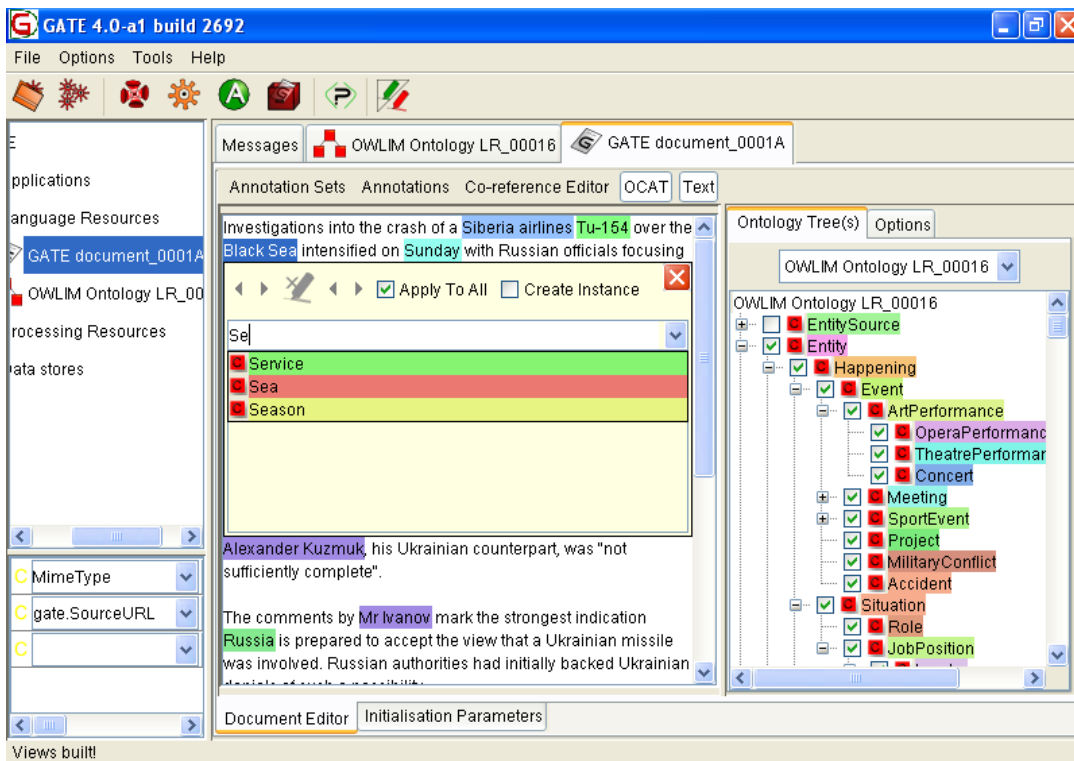 GATE 4.0-a1 build 2692
File Options Tools Help
Messages OWLIM Ontology LR_00016 GATE document_0001A
Annotation Sets Annotations Co-reference Editor OCAT Text
pplications
anguage Resources
GATE document_0001A
OWLIM Ontology LR_00
rocessing Resources
ata stores
MimeType
gate.SourceURL
Investigations into the crash of a Siberia airlines Tu-154 over the
Black Sea intensified on Sunday with Russian officials focusing
Apply To All Create Instance
Se
Service
Sea
Season
Alexander Kuzmuk, his Ukrainian counterpart, was "not
sufficiently complete".
The comments by Mr Ivanov mark the strongest indication
Russia is prepared to accept the view that a Ukrainian missile
was involved. Russian authorities had initially backed Ukrainian
Ontology Tree(s) Options
OWLIM Ontology LR_00016
OWLIM Ontology LR_00016
C EntitySource
C Entity
C Happening
C Event
C ArtPerformance
C OperaPerformanc
C TheatrePerformar
C Concert
C Meeting
C SportEvent
C Project
C MilitaryConflict
C Accident
C Situation
C Role
C JobPosition
Document Editor Initialisation Parameters
Views built!